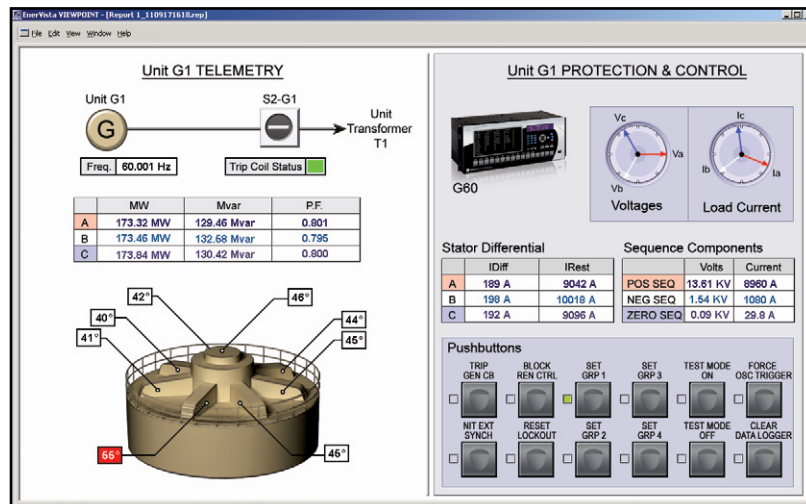 EnerVista VIEWPOINT - [Report 1_1109171618.rep]
File Edit View Window Help
Unit G1 TELEMETRY
Unit G1
S2-G1
G
Unit
Transformer
T1
Freq. 60.001 Hz
Trip Coil Status
MW Mvar P.F.
A 173.32 MW 129.46 Mvar 0.801
B 173.46 MW 132.68 Mvar 0.795
C 173.84 MW 130.42 Mvar 0.800
42°
46°
40°
44°
41°
45°
66°
46°
Unit G1 PROTECTION & CONTROL
G60
Vc
Va
Vb
Voltages
Ic
Ib
Ia
Load Current
Stator Differential
IDiff IRest
A 189 A 9042 A
B 198 A 10018 A
C 192 A 9096 A
Sequence Components
Volts Current
POS SEQ 13.61 KV 8960 A
NEG SEQ 1.54 KV 1080 A
ZERO SEQ 0.09 KV 29.8 A
Pushbuttons
TRIP GEN CB
BLOCK REN CTRL
SET GRP 1
SET GRP 3
TEST MODE ON
FORCE OSC TRIGGER
NIT EXT SYNCH
RESET LOCKOUT
SET GRP 2
SET GRP 4
TEST MODE OFF
CLEAR DATA LOGGER